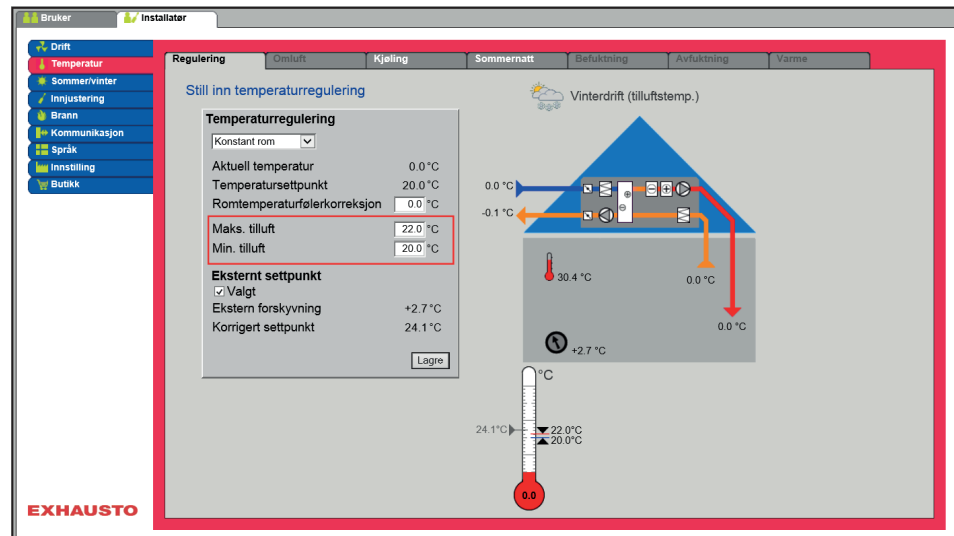 Bruker
Installatør
Drift
Temperatur
Sommer/vinter
Innjustering
Brann
Kommunikasjon
Språk
Innstilling
Butikk
EXHAUSTO
Regulering Omluft Kjøling Sommernatt Befuktning Avfuktning Varme
Still inn temperaturregulering
Temperaturregulering
Konstant rom
Aktuell temperatur 0.0 °C
Temperatursettpunkt 20.0 °C
Romtemperaturfølerkorreksjon 0.0 °C
Maks. tilluft 22.0 °C
Min. tilluft 20.0 °C
Eksternt settpunkt
Valgt
Ekstern forskyvning +2.7 °C
Korrigert settpunkt 24.1 °C
Lagre
Vinterdrift (tilluftstemp.)
0.0 °C
-0.1 °C
30.4 °C
0.0 °C
0.0 °C
+2.7 °C
°C
24.1°C
22.0°C
20.0°C
0.0